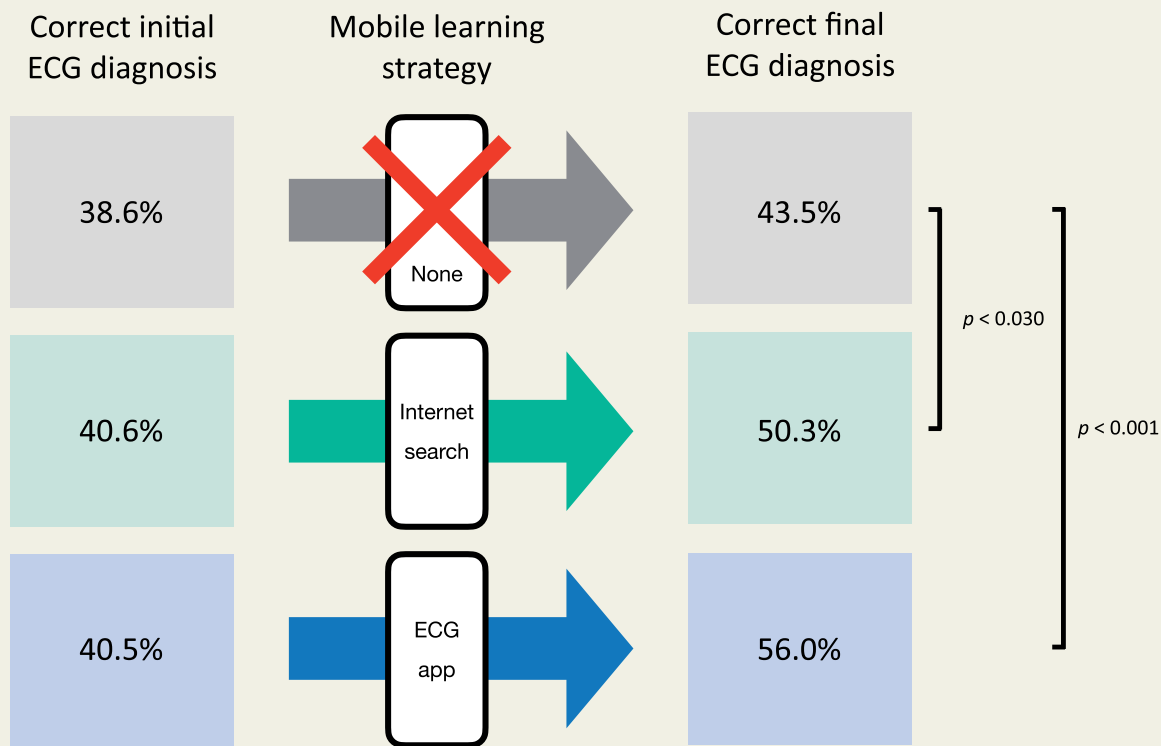 Correct initial
ECG diagnosis
Mobile learning
strategy
Correct final
ECG diagnosis
38.6%
None
43.5%
p < 0.030
40.6%
Internet
search
50.3%
p < 0.001
40.5%
ECG
app
56.0%